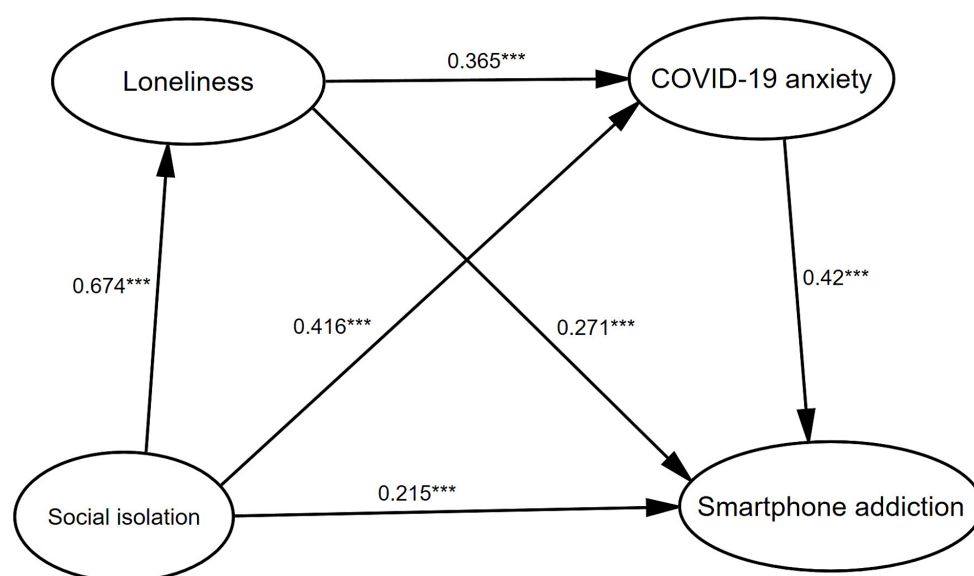 Loneliness
0.365***
COVID-19 anxiety
0.674***
0.416***
0.271***
0.42***
Social isolation
0.215***
Smartphone addiction